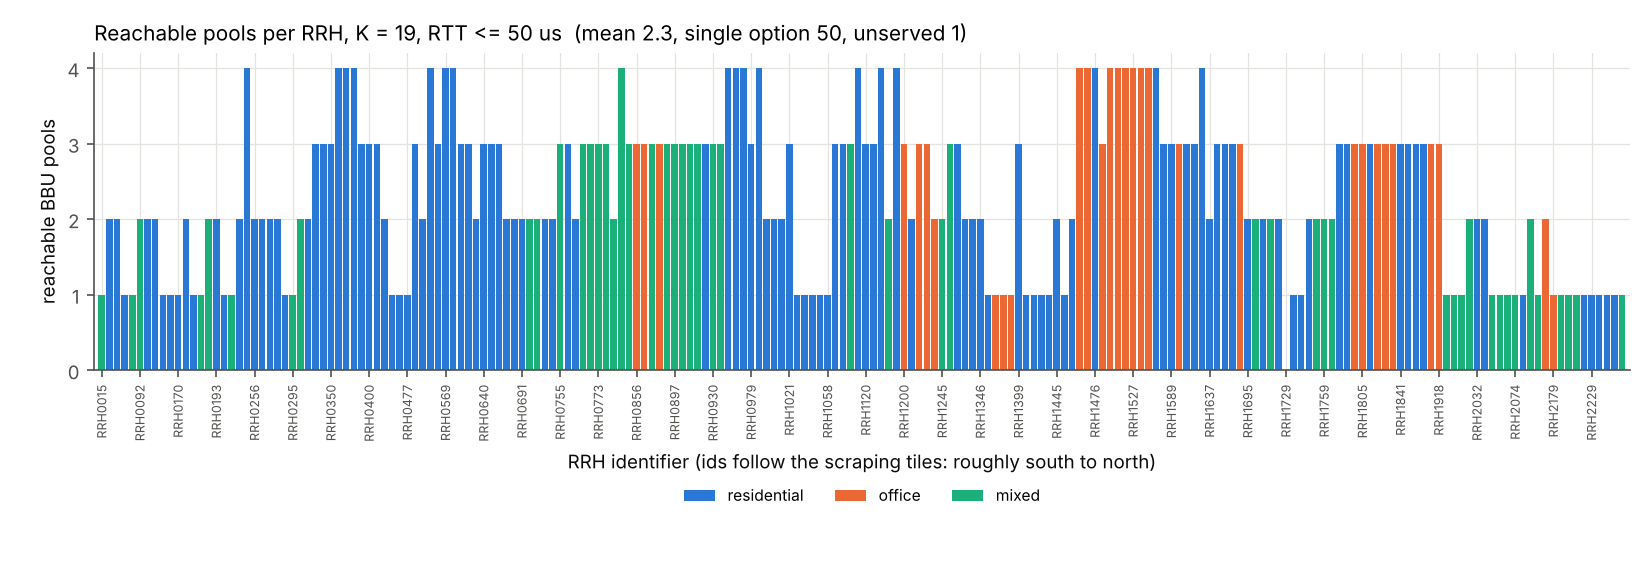 Reachable pools per RRH, K = 19, RTT <= 50 us  (mean 2.3, single option 50, unserved 1)
reachable BBU pools
4
3
2
1
0
RRH0015
RRH0092
RRH0170
RRH0193
RRH0256
RRH0295
RRH0350
RRH0400
RRH0477
RRH0569
RRH0640
RRH0691
RRH0755
RRH0773
RRH0856
RRH0897
RRH0930
RRH0979
RRH1021
RRH1058
RRH1120
RRH1200
RRH1245
RRH1346
RRH1399
RRH1445
RRH1476
RRH1527
RRH1589
RRH1637
RRH1695
RRH1729
RRH1759
RRH1805
RRH1841
RRH1918
RRH2032
RRH2074
RRH2179
RRH2229
RRH identifier (ids follow the scraping tiles: roughly south to north)
residential
office
mixed